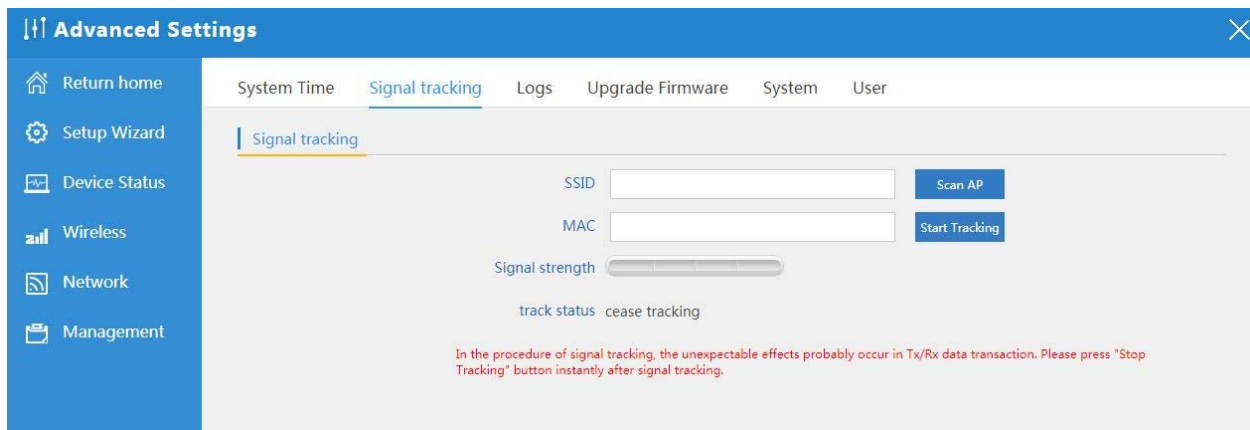 Advanced Settings
Return home
Setup Wizard
Device Status
Wireless
Network
Management
System Time Signal tracking Logs Upgrade Firmware System User
Signal tracking
SSID Scan AP
MAC Start Tracking
Signal strength
track status cease tracking
In the procedure of signal tracking, the unexpectable effects probably occur in Tx/Rx data transaction. Please press "Stop
Tracking" button instantly after signal tracking.